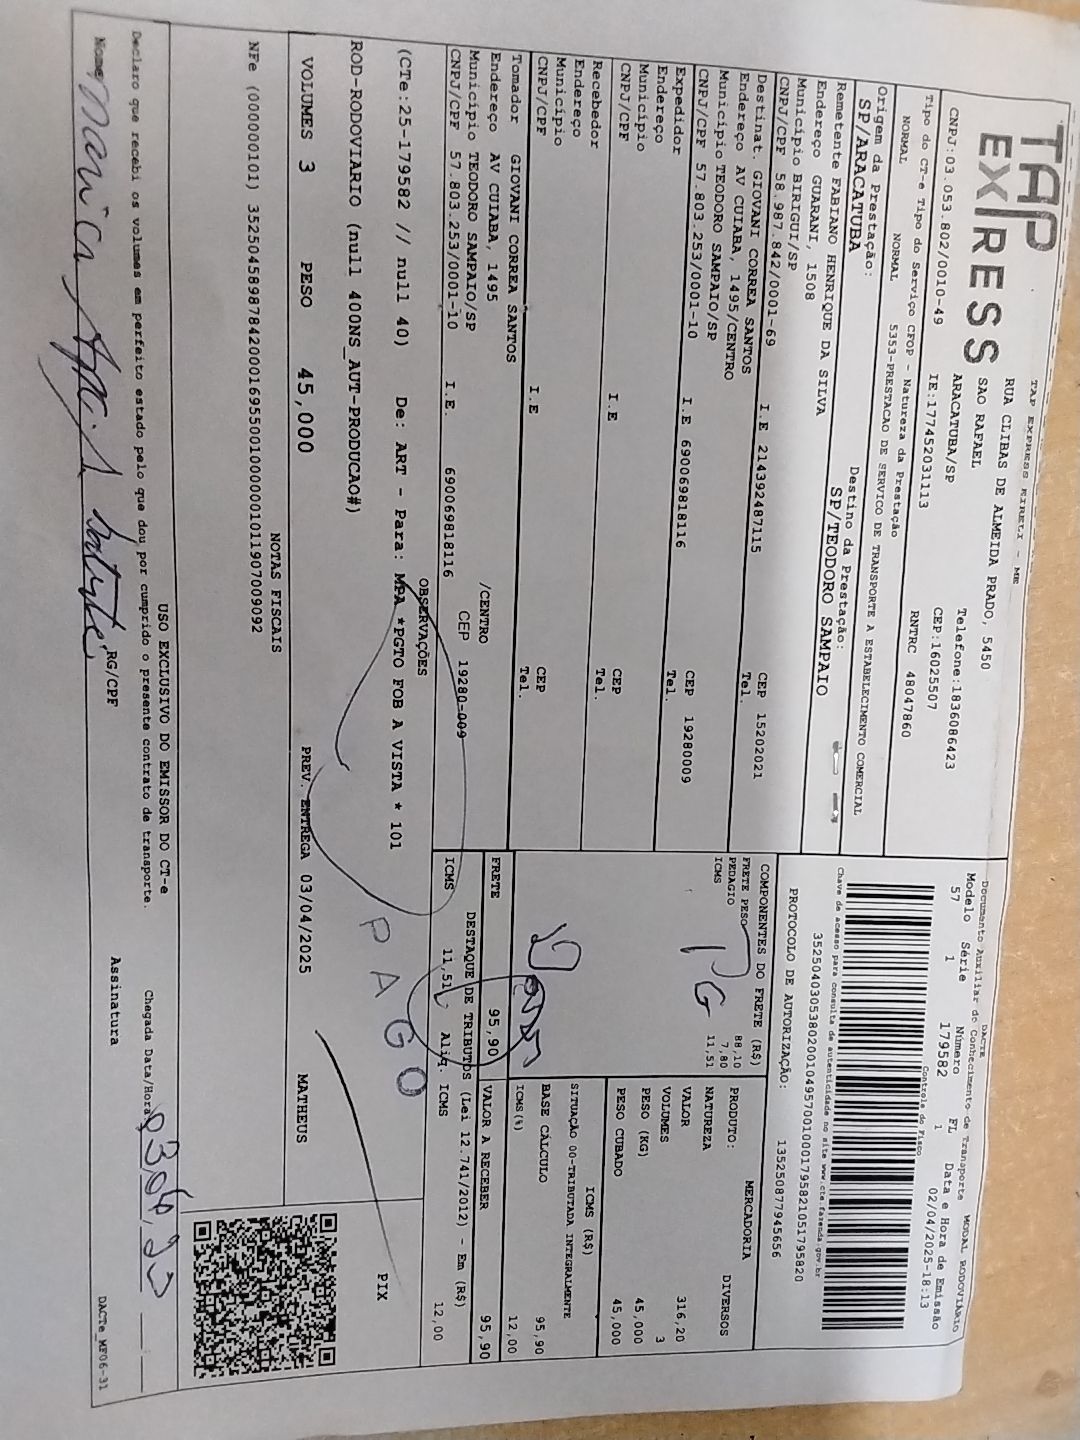 TAP EXPRESS EIRELI - ME
TAP
EXPRESS
RUA CLIBAS DE ALMEIDA PRADO, 5450
SAO RAFAEL
ARACATUBA/SP
Telefone:1836086423
CEP:16025507
CNPJ:03.053.802/0010-49
IE:177452031113
RNTRC 48047860
Tipo do CT-e Tipo do Serviço CFOP - Natureza da Prestação
NORMAL NORMAL 5353-PRESTACAO DE SERVICO DE TRANSPORTE A ESTABELECIMENTO COMERCIAL
DACTE
Documento Auxiliar do Conhecimento de Transporte
MODAL RODOVIÁRIO
Modelo Série Número FL Data e Hora de Emissão
57 1 179582 1 02/04/2025-18:13
Controle do Fisco
Chave de acesso para consulta de autenticidade no site www.cte.fazenda.gov.br
35250403053802001049570010001795821051795820
PROTOCOLO DE AUTORIZAÇÃO: 135250877945656
Origem da Prestação:
SP/ARACATUBA
Destino da Prestação:
SP/TEODORO SAMPAIO
Remetente FABIANO HENRIQUE DA SILVA
Endereço GUARANI, 1508
Município BIRIGUI/SP CEP 15202021
CNPJ/CPF 58.987.842/0001-69 I.E 214392487115 Tel.
Destinat. GIOVANI CORREA SANTOS
Endereço AV CUIABA, 1495/CENTRO
Município TEODORO SAMPAIO/SP CEP 19280009
CNPJ/CPF 57.803.253/0001-10 I.E 690069818116 Tel.
Expedidor
Endereço
Município CEP
CNPJ/CPF I.E Tel.
Recebedor
Endereço
Município CEP
CNPJ/CPF I.E Tel.
Tomador GIOVANI CORREA SANTOS
Endereço AV CUIABA, 1495 /CENTRO
Município TEODORO SAMPAIO/SP CEP 19280-009
CNPJ/CPF 57.803.253/0001-10 I.E. 690069818116
COMPONENTES DO FRETE (R$)
FRETE PESO 88,10
PEDAGIO 7,80
ICMS 11,51
PG
MERCADORIA
PRODUTO: DIVERSOS
NATUREZA
VALOR 316,20
VOLUMES 3
PESO (KG) 45,000
PESO CUBADO 45,000
ICMS (R$)
SITUAÇÃO 00-TRIBUTADA INTEGRALMENTE
BASE CÁLCULO 95,90
ICMS(%) 12,00
FRETE 95,90 VALOR A RECEBER 95,90
DESTAQUE DE TRIBUTOS (Lei 12.741/2012) - Em (R$)
ICMS 11,51 Aliq. ICMS 12,00
OBSERVAÇÕES
(CTe:25-179582 // null 40) De: ART - Para: MPA *PGTO FOB A VISTA * 101
PAGO
PIX
ROD-RODOVIARIO (null 400NS_AUT-PRODUCAO#)
VOLUMES 3 PESO 45,000 PREV. ENTREGA 03/04/2025 MATHEUS
NOTAS FISCAIS
NFe (000000101) 35250458987842000169550010000001011907009092
USO EXCLUSIVO DO EMISSOR DO CT-e
Declaro que recebi os volumes em perfeito estado pelo que dou por cumprido o presente contrato de transporte.
Chegada Data/Hora
Nome RG/CPF Assinatura
DACTe_MF06-31